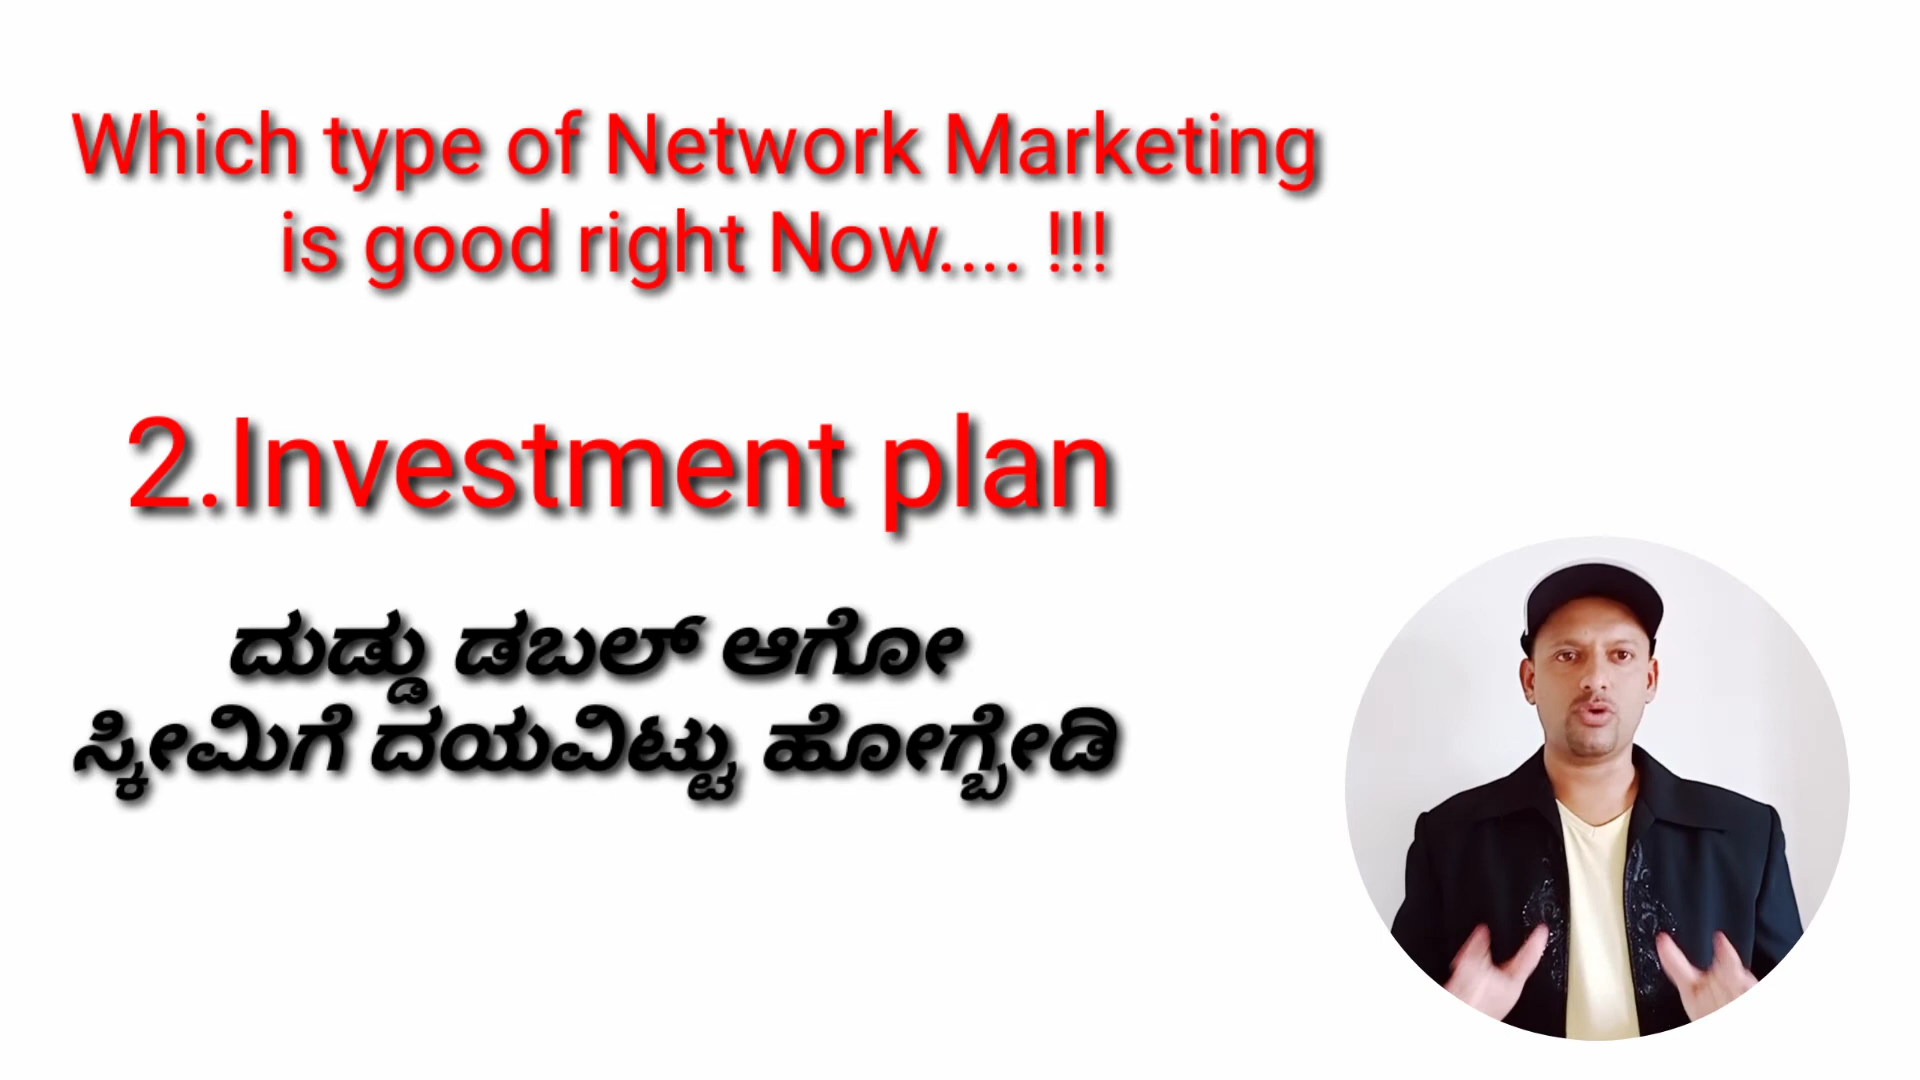 Which type of Network Marketing
is good right Now.... !!!
2.Investment plan
ದುಡ್ಡು ಡಬಲ್ ಆಗೋ
ಸ್ಕೀಮಿಗೆ ದಯವಿಟ್ಟು ಹೋಗ್ಬೇಡಿ